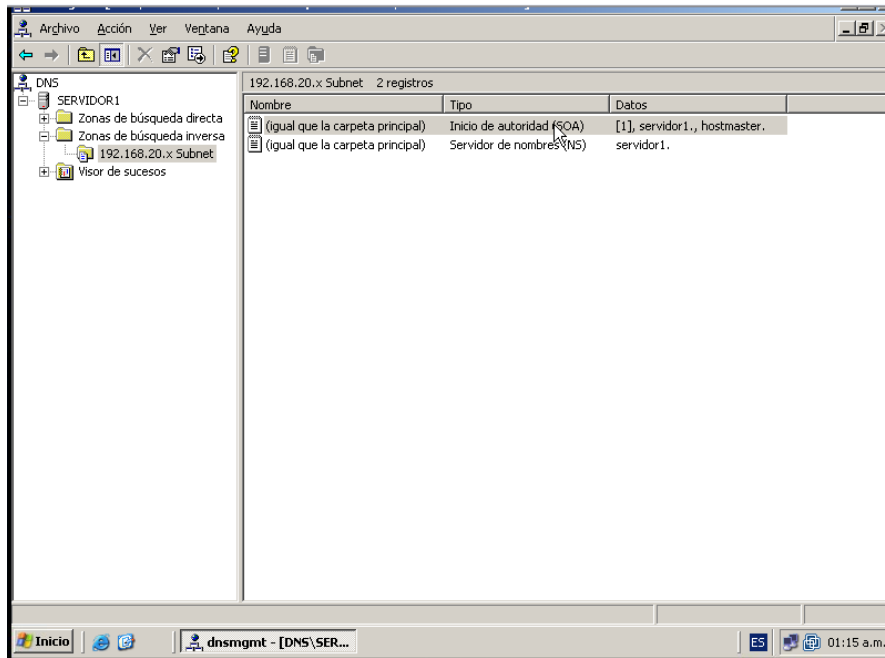 Archivo Acción Ver Ventana Ayuda
DNS
SERVIDOR1
Zonas de búsqueda directa
Zonas de búsqueda inversa
192.168.20.x Subnet
Visor de sucesos
192.168.20.x Subnet 2 registros
Nombre Tipo Datos
(igual que la carpeta principal) Inicio de autoridad (SOA) [1], servidor1., hostmaster.
(igual que la carpeta principal) Servidor de nombres (NS) servidor1.
Inicio dnsmgmt - [DNS\SER... ES 01:15 a.m.